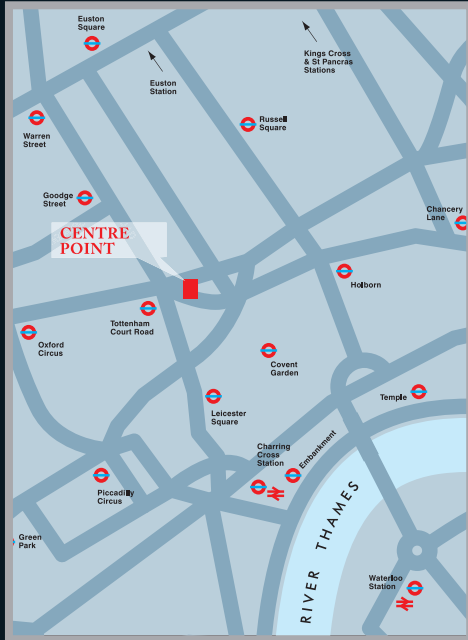 Euston
Square
Kings Cross
& St Pancras
Stations
Euston
Station
Russell
Square
Warren
Street
Goodge
Street
Chancery
Lane
CENTRE
POINT
Holborn
Tottenham
Court Road
Oxford
Circus
Covent
Garden
Temple
Leicester
Square
Charring
Cross
Station
Embankment
Piccadilly
Circus
Green
Park
RIVER THAMES
Waterloo
Station